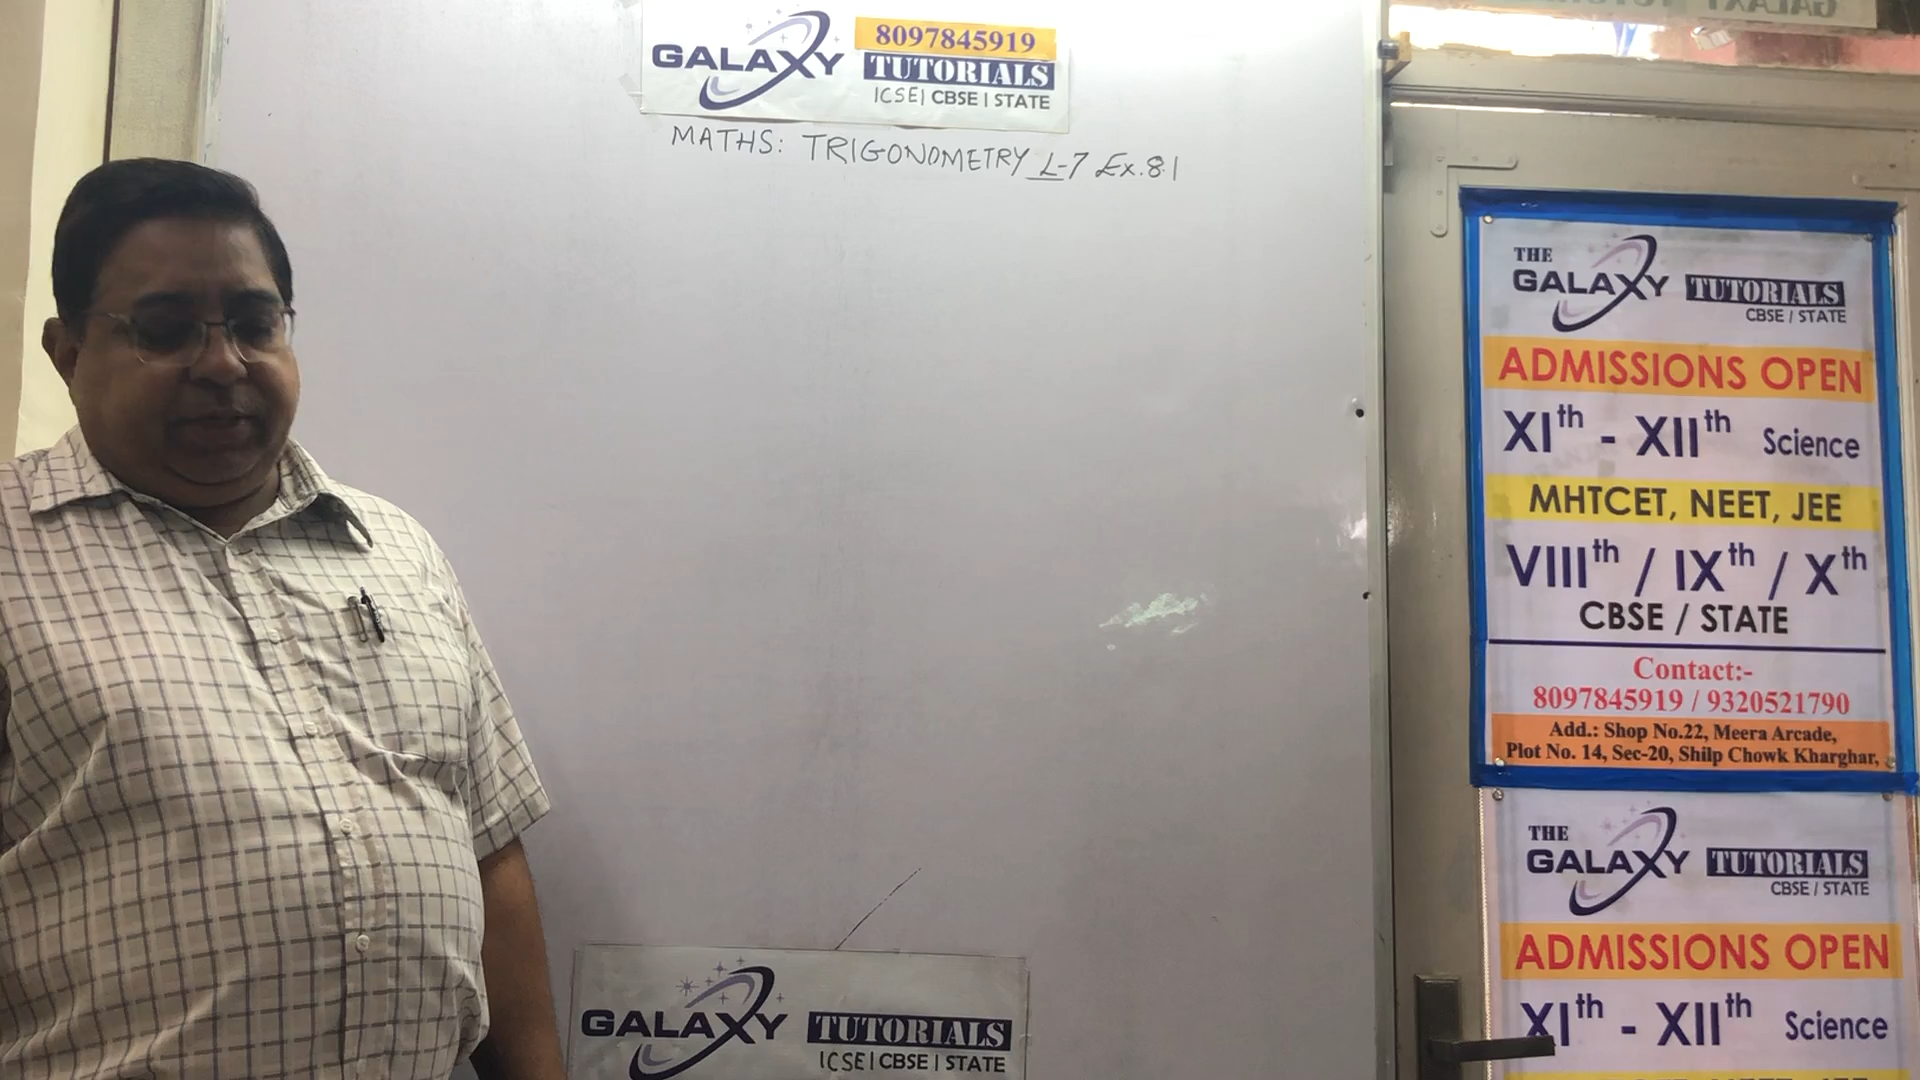 8097845919
GALAXY TUTORIALS
ICSE | CBSE | STATE
MATHS: TRIGONOMETRY L-7 Ex.8.1
GALAXY
THE
GALAXY TUTORIALS
CBSE / STATE
ADMISSIONS OPEN
XIth - XIIth Science
MHTCET, NEET, JEE
VIIIth / IXth / Xth
CBSE / STATE
Contact:-
8097845919 / 9320521790
Add.: Shop No.22, Meera Arcade,
Plot No. 14, Sec-20, Shilp Chowk Kharghar,
THE
GALAXY TUTORIALS
CBSE / STATE
ADMISSIONS OPEN
XIth - XIIth Science
GALAXY TUTORIALS
ICSE | CBSE | STATE